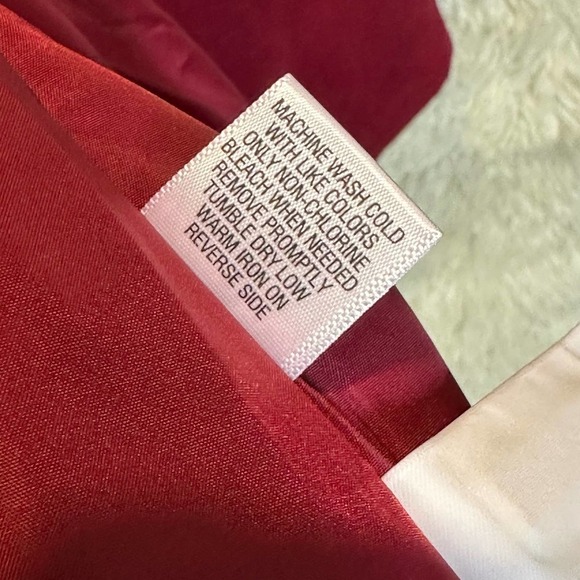 MACHINE WASH COLD
WITH LIKE COLORS
ONLY NON-CHLORINE
BLEACH WHEN NEEDED
REMOVE PROMPTLY
TUMBLE DRY LOW
WARM IRON ON
REVERSE SIDE